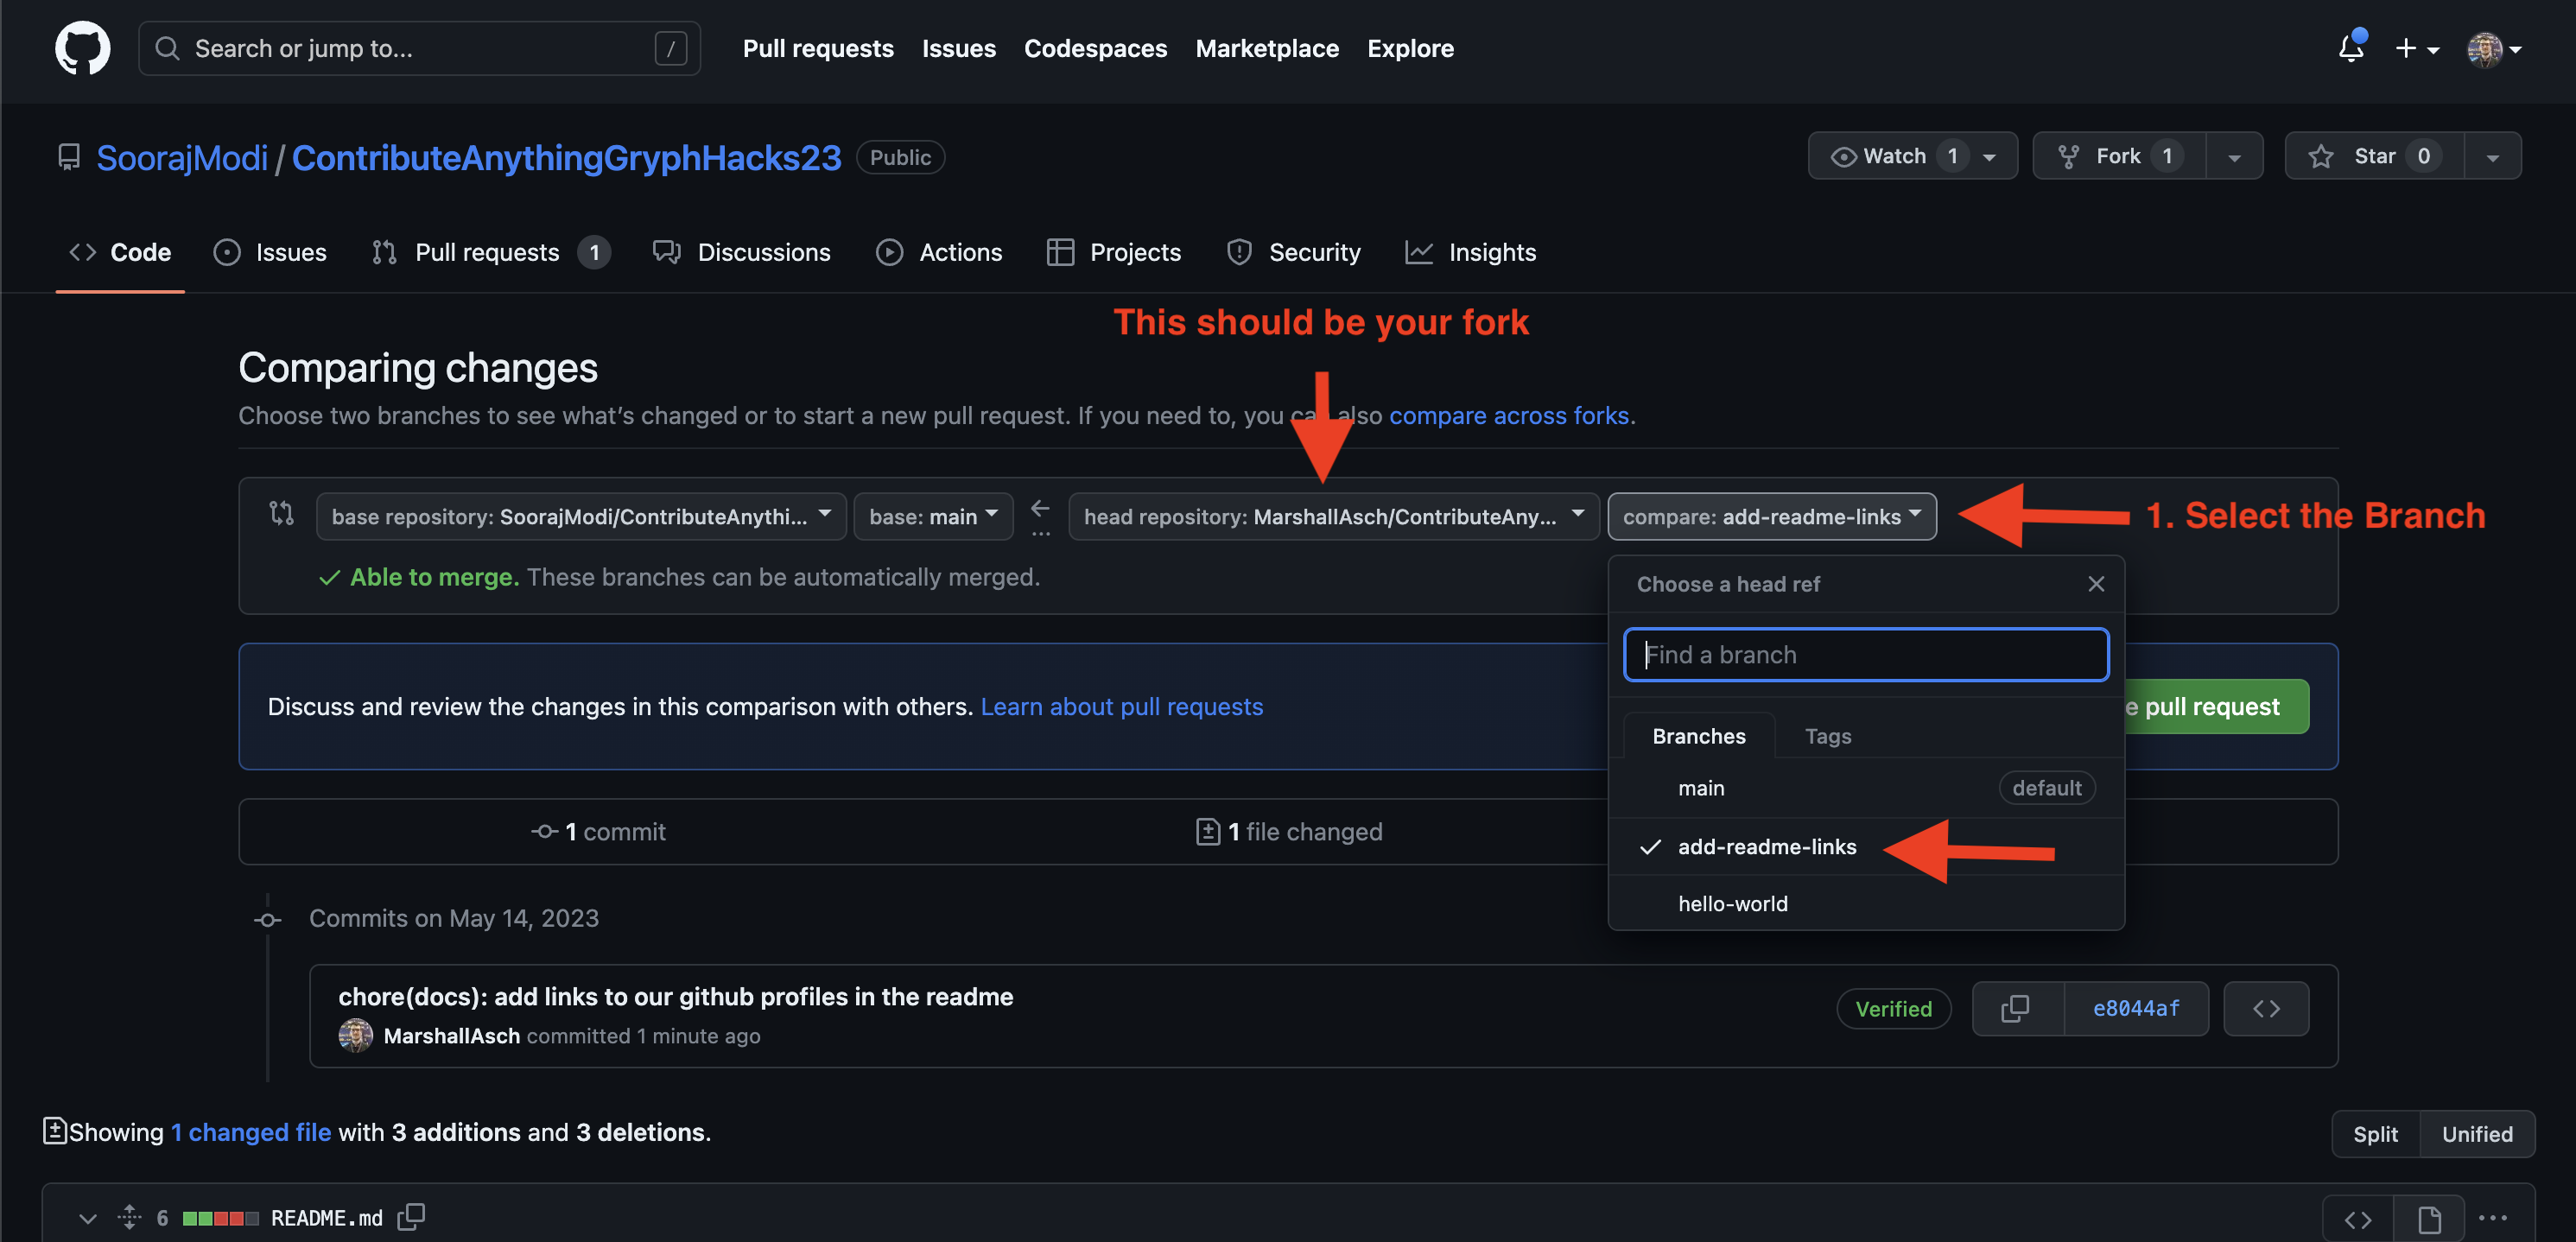 Search or jump to... / Pull requests Issues Codespaces Marketplace Explore
SoorajModi / ContributeAnythingGryphHacks23 Public Watch 1 Fork 1 Star 0
Code Issues Pull requests 1 Discussions Actions Projects Security Insights
This should be your fork
Comparing changes
Choose two branches to see what's changed or to start a new pull request. If you need to, you ca also compare across forks.
base repository: SoorajModi/ContributeAnythi... base: main ← ... head repository: MarshallAsch/ContributeAny... compare: add-readme-links 1. Select the Branch
Able to merge. These branches can be automatically merged.
Choose a head ref
Find a branch
Discuss and review the changes in this comparison with others. Learn about pull requests e pull request
Branches Tags
main default
1 commit 1 file changed
add-readme-links
hello-world
Commits on May 14, 2023
chore(docs): add links to our github profiles in the readme
MarshallAsch committed 1 minute ago
Verified e8044af <>
Showing 1 changed file with 3 additions and 3 deletions.
Split Unified
6 README.md <> ...